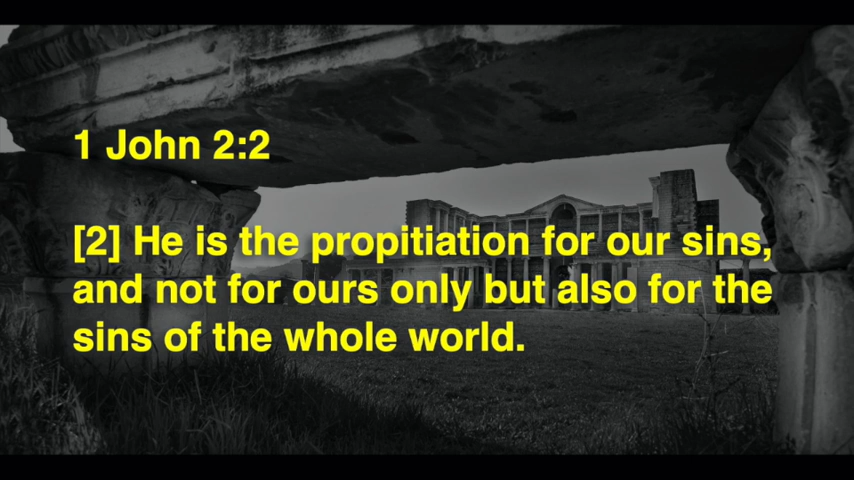 1 John 2:2
[2] He is the propitiation for our sins,
and not for ours only but also for the
sins of the whole world.